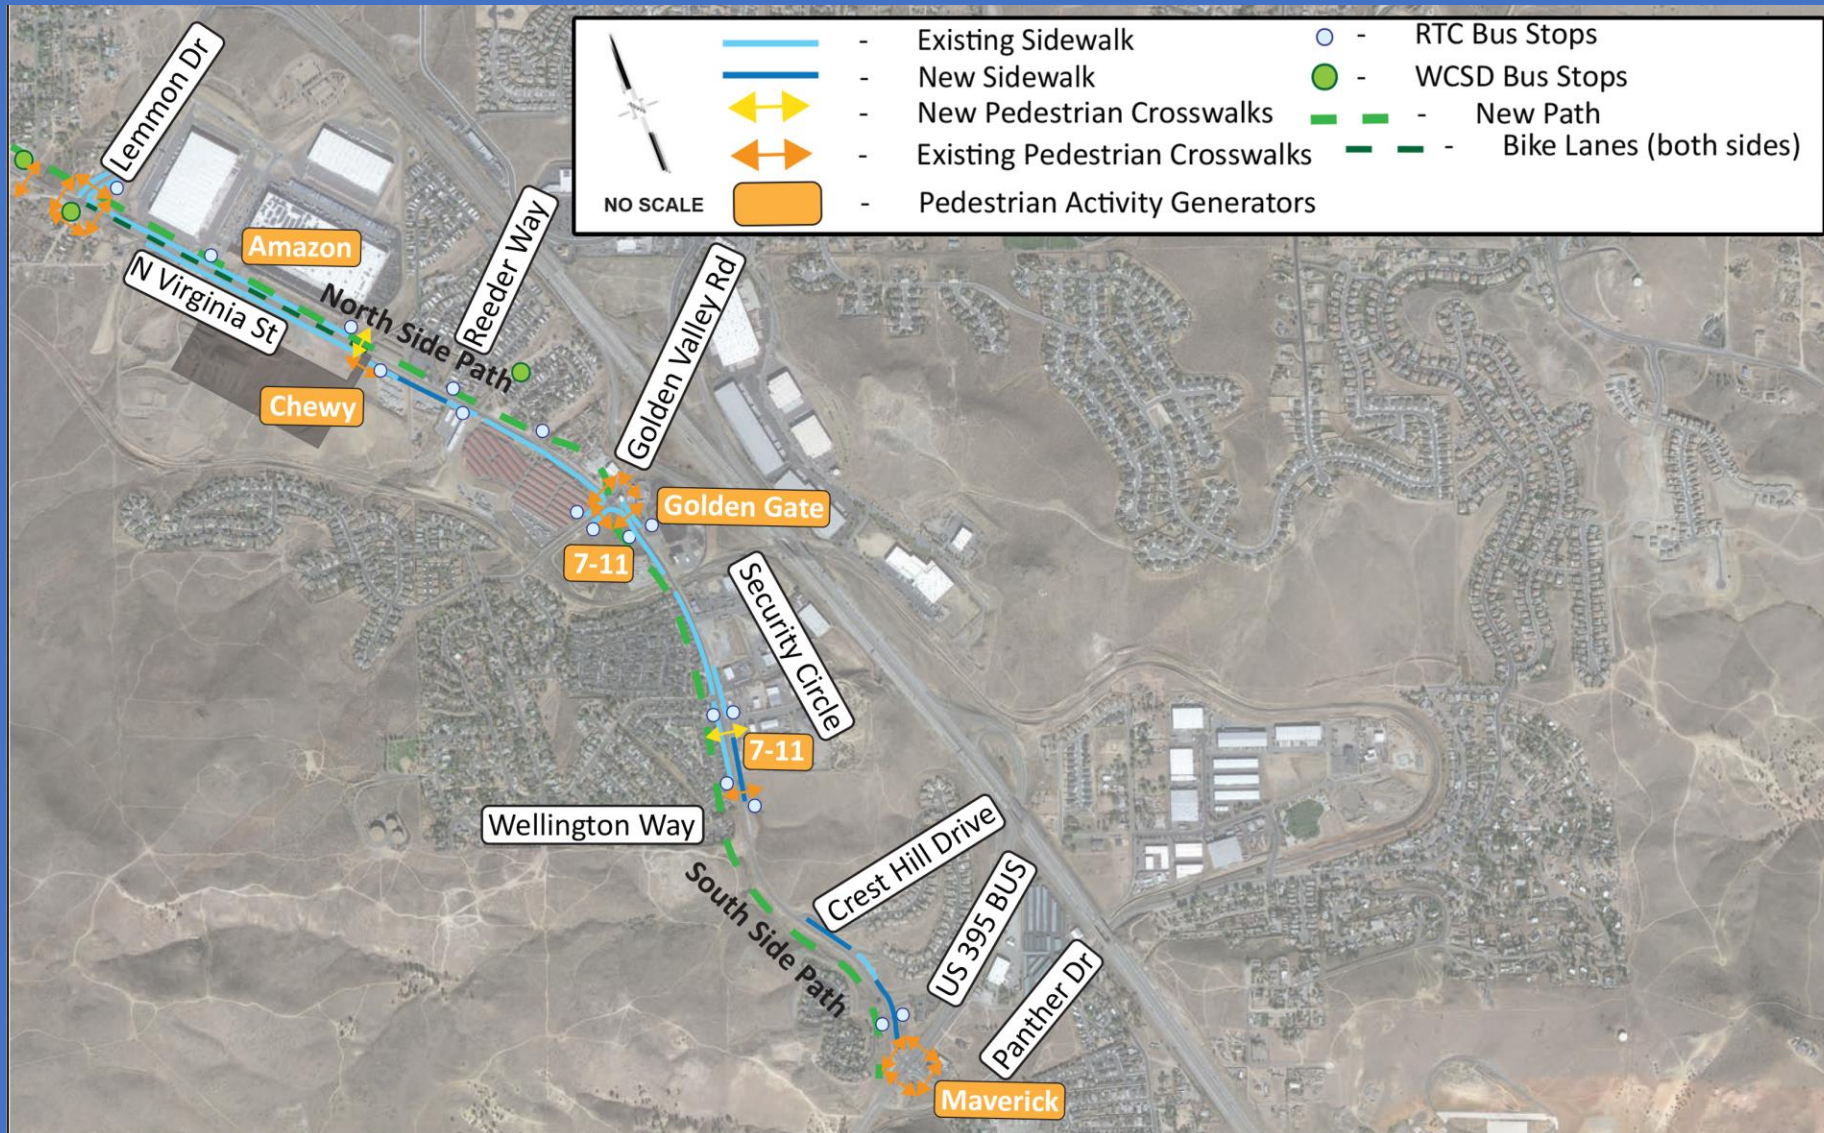 - Existing Sidewalk
- New Sidewalk
- New Pedestrian Crosswalks
- Existing Pedestrian Crosswalks
NO SCALE
- Pedestrian Activity Generators
- RTC Bus Stops
- WCSD Bus Stops
- New Path
- Bike Lanes (both sides)
Lemmon Dr
Amazon
N Virginia St
North Side Path
Reeder Way
Chewy
Golden Valley Rd
Golden Gate
7-11
Security Circle
7-11
Wellington Way
South Side Path
Crest Hill Drive
US 395 BUS
Panther Dr
Maverick